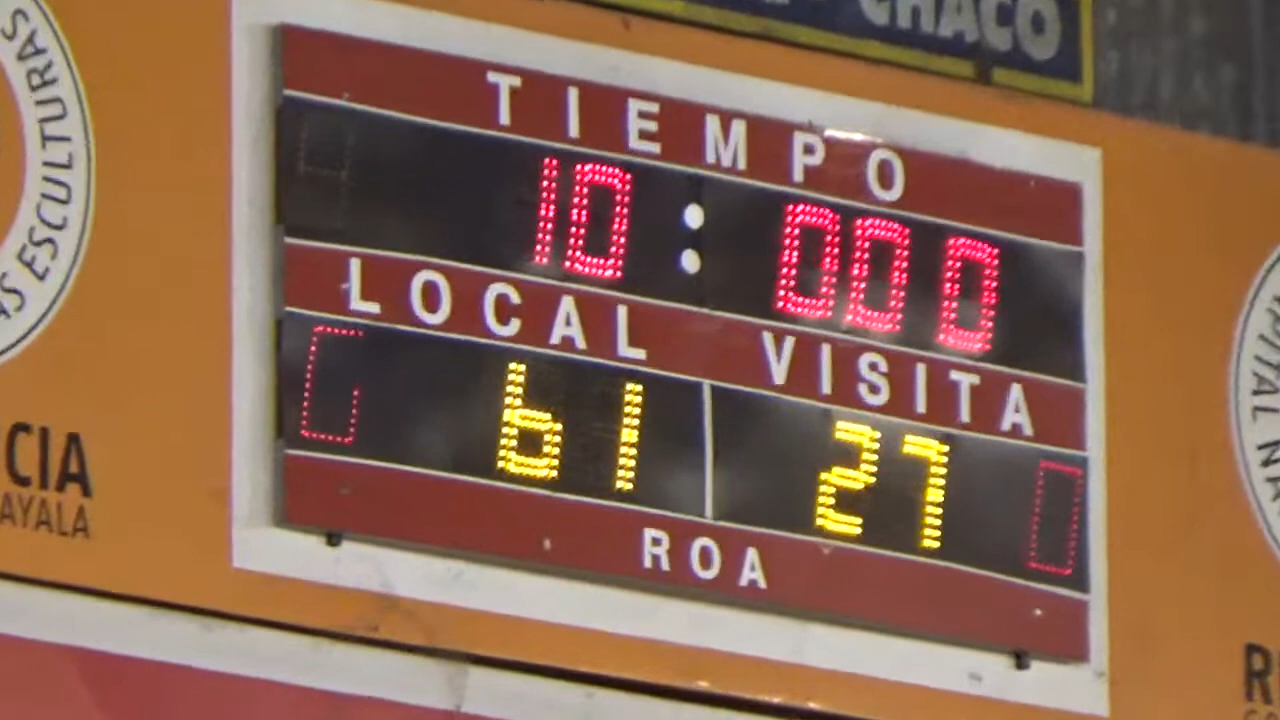 CHACO
AS ESCULTURAS
TIEMPO
10:000
LOCAL VISITA
61 27
ROA
CIA
AYALA